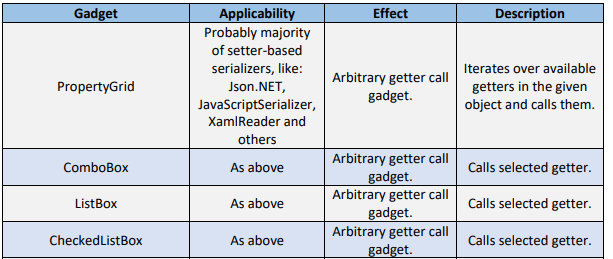 Gadget Applicability Effect Description
PropertyGrid
Probably majority
of setter-based
serializers, like:
Json.NET,
JavaScriptSerializer,
XamlReader and
others
Arbitrary getter call
gadget.
Iterates over available
getters in the given
object and calls them.
ComboBox
As above
Arbitrary getter call
gadget.
Calls selected getter.
ListBox
As above
Arbitrary getter call
gadget.
Calls selected getter.
CheckedListBox
As above
Arbitrary getter call
gadget.
Calls selected getter.